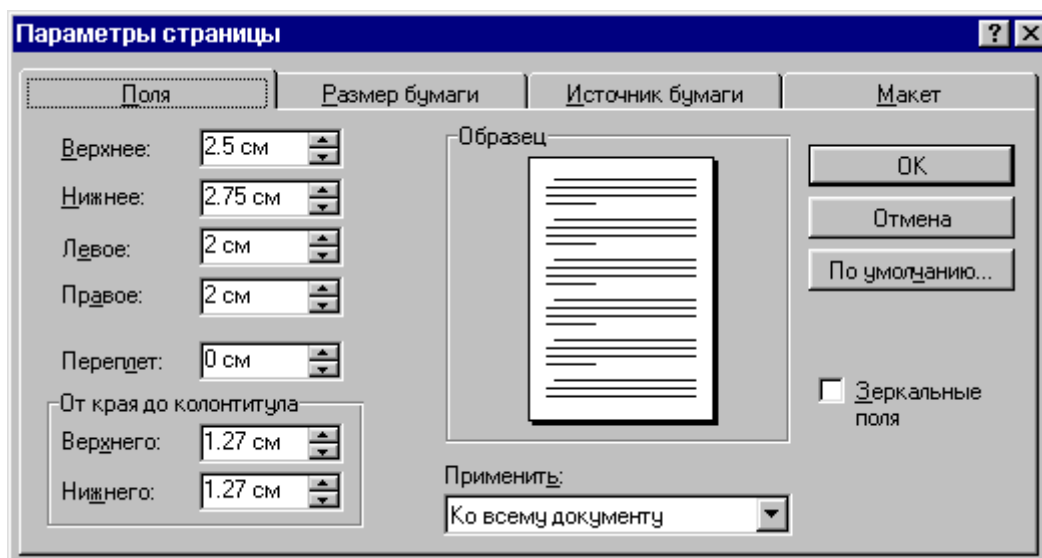 Параметры страницы
Поля Размер бумаги Источник бумаги Макет
Верхнее: 2.5 см
Нижнее: 2.75 см
Левое: 2 см
Правое: 2 см
Переплет: 0 см
От края до колонтитула
Верхнего: 1.27 см
Нижнего: 1.27 см
Образец
Применить:
Ко всему документу
OK
Отмена
По умолчанию...
Зеркальные
поля